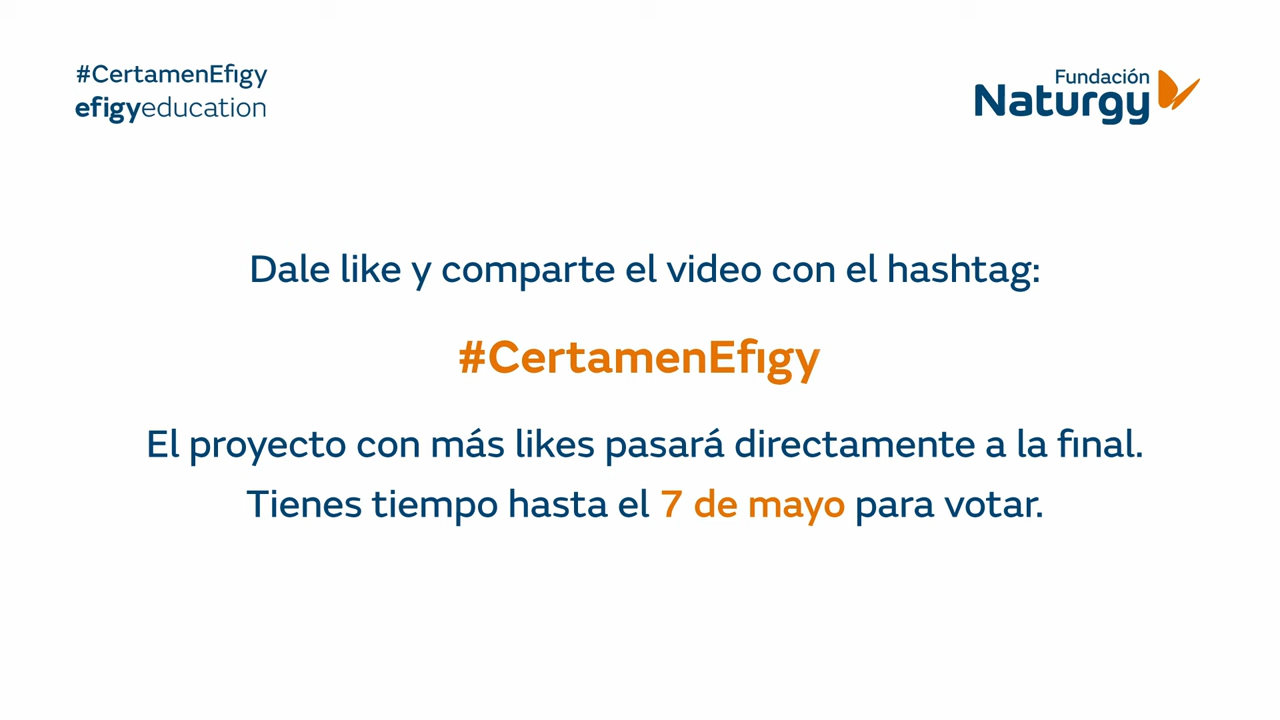 #CertamenEfigy
efigyeducation
Fundación
Naturgy
Dale like y comparte el video con el hashtag:
#CertamenEfigy
El proyecto con más likes pasará directamente a la final.
Tienes tiempo hasta el 7 de mayo para votar.